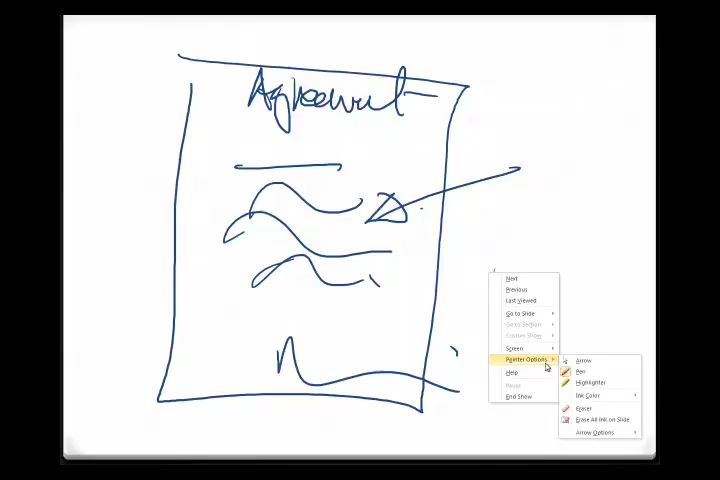 Agreement
Next
Previous
Last Viewed
Go to Slide
Go to Section
Custom Show
Screen
Pointer Options
Help
Pause
End Show
Arrow
Pen
Highlighter
Ink Color
Eraser
Erase All Ink on Slide
Arrow Options